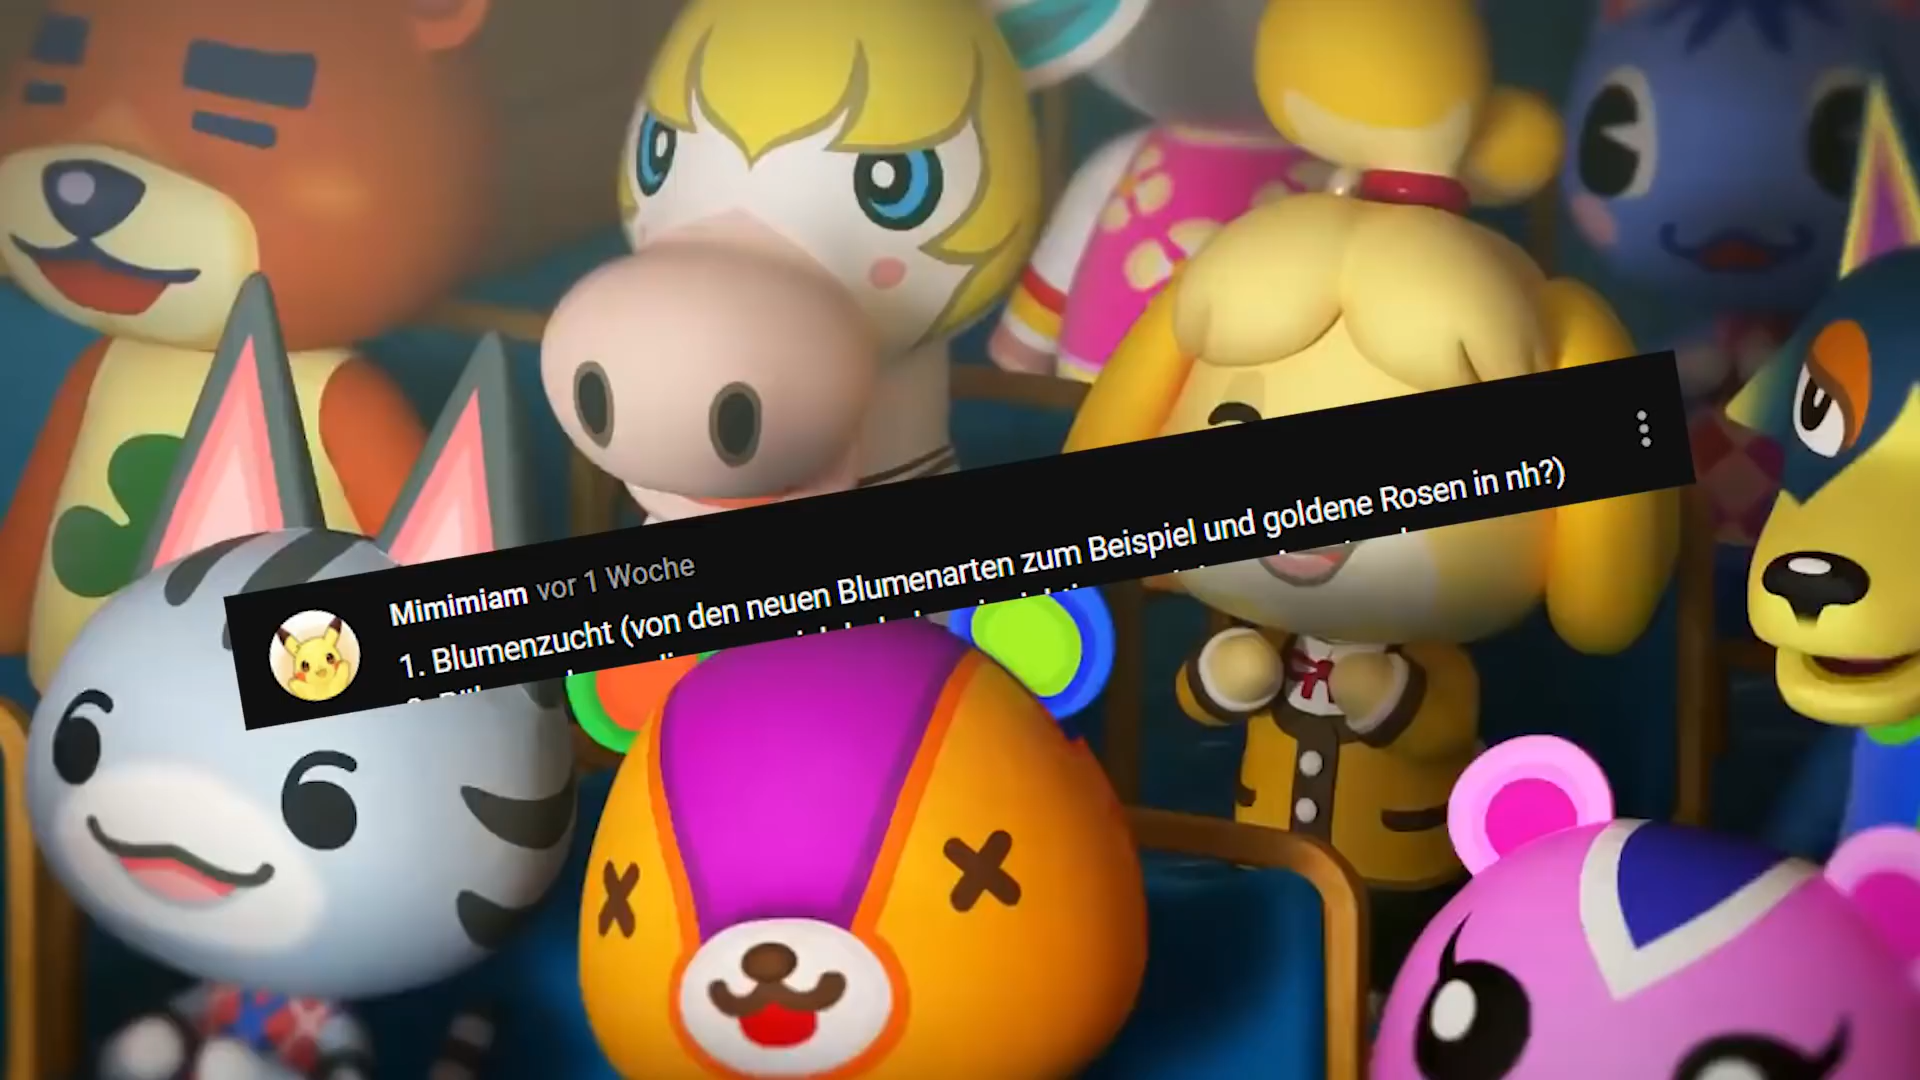 Mimimiam vor 1 Woche
1. Blumenzucht (von den neuen Blumenarten zum Beispiel und goldene Rosen in nh?)